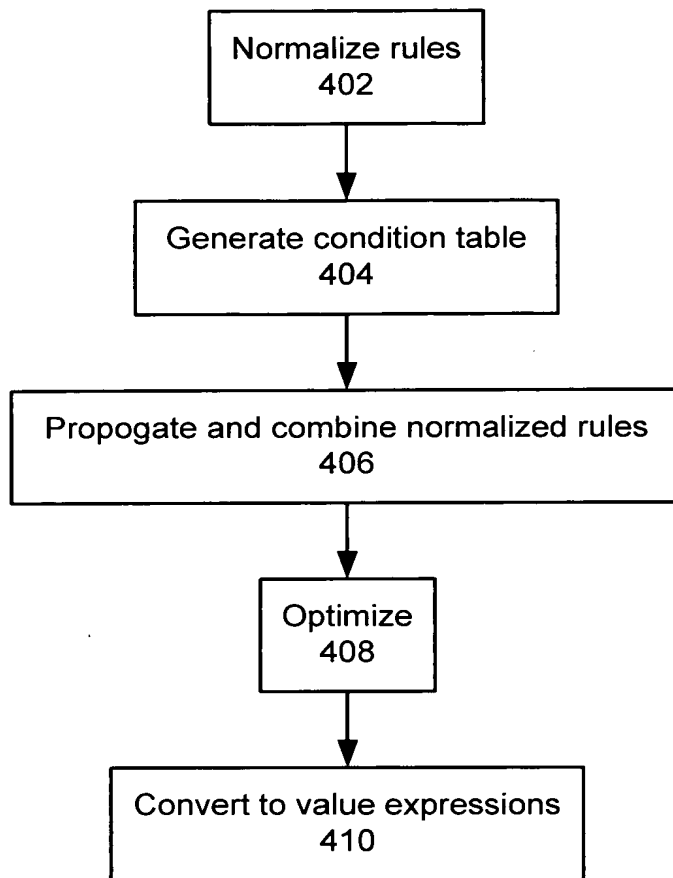 Normalize rules
402
Generate condition table
404
Propogate and combine normalized rules
406
Optimize
408
Convert to value expressions
410